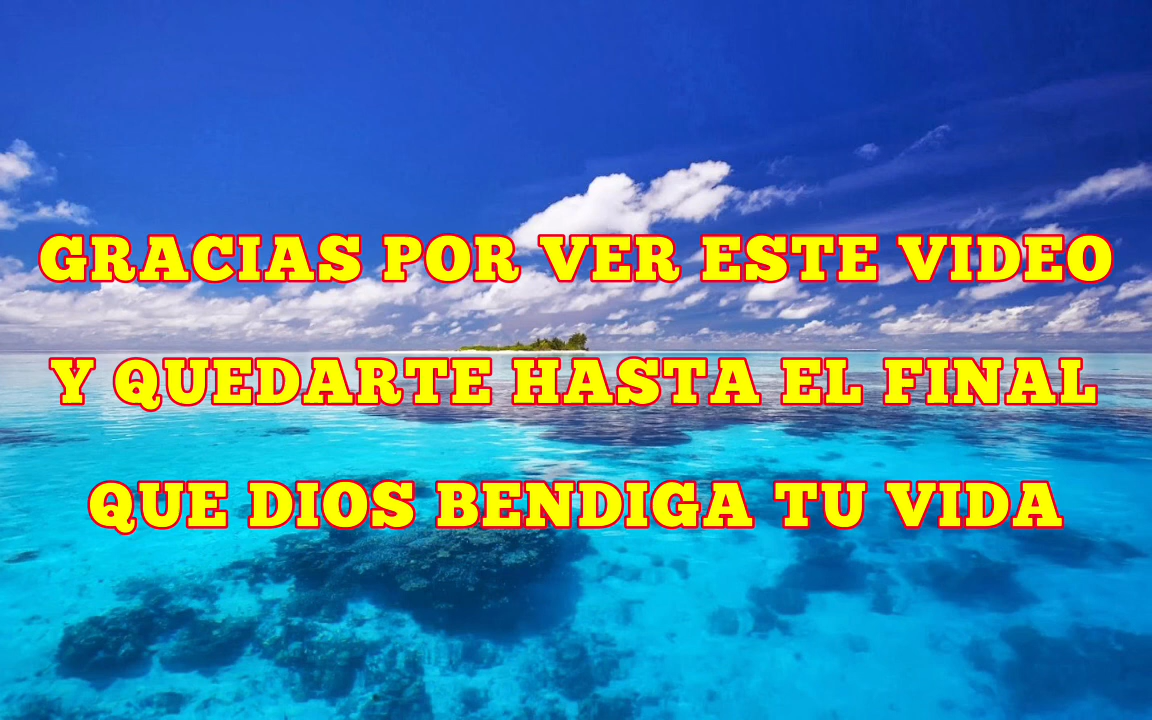 GRACIAS POR VER ESTE VIDEO
Y QUEDARTE HASTA EL FINAL
QUE DIOS BENDIGA TU VIDA